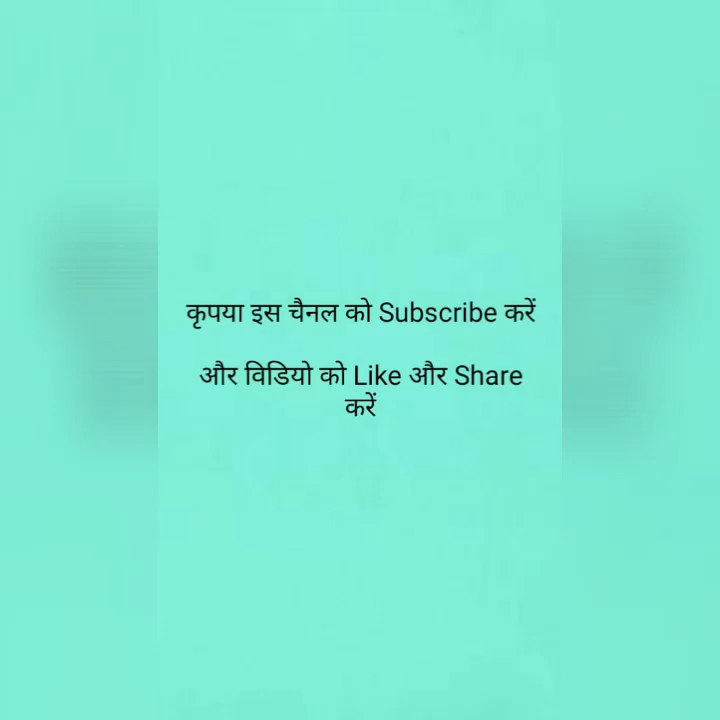 कृपया इस चैनल को Subscribe करें
और विडियो को Like और Share
करें